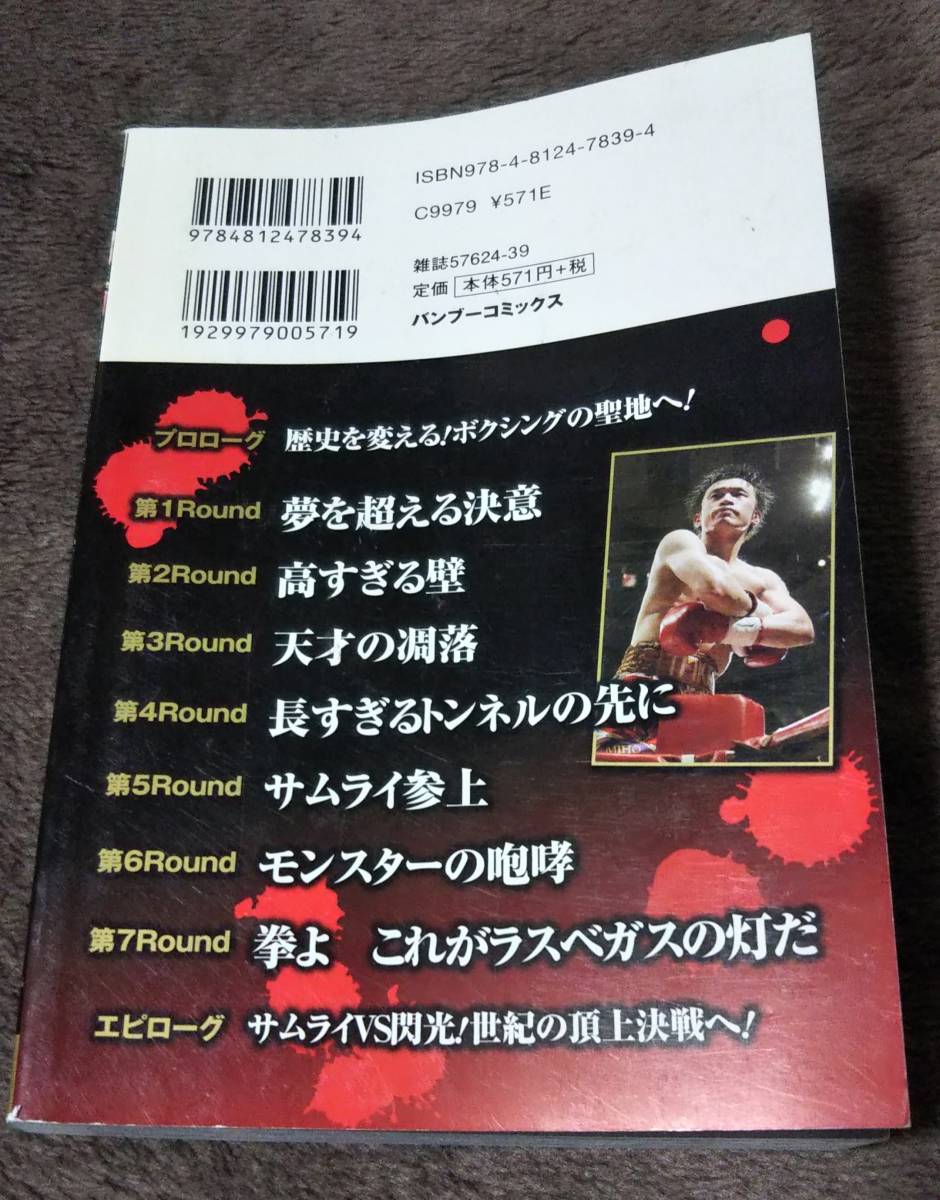 ISBN978-4-8124-7839-4
C9979 ¥571E
9784812478394
雑誌57624-39
定価 本体571円+税
バンブーコミックス
1929979005719
プロローグ 歴史を変える!ボクシングの聖地へ!
第1Round 夢を超える決意
第2Round 高すぎる壁
第3Round 天才の凋落
第4Round 長すぎるトンネルの先に
MIHO
第5Round サムライ参上
第6Round モンスターの咆哮
第7Round 拳よ これがラスベガスの灯だ
エピローグ サムライVS閃光!世紀の頂上決戦へ!